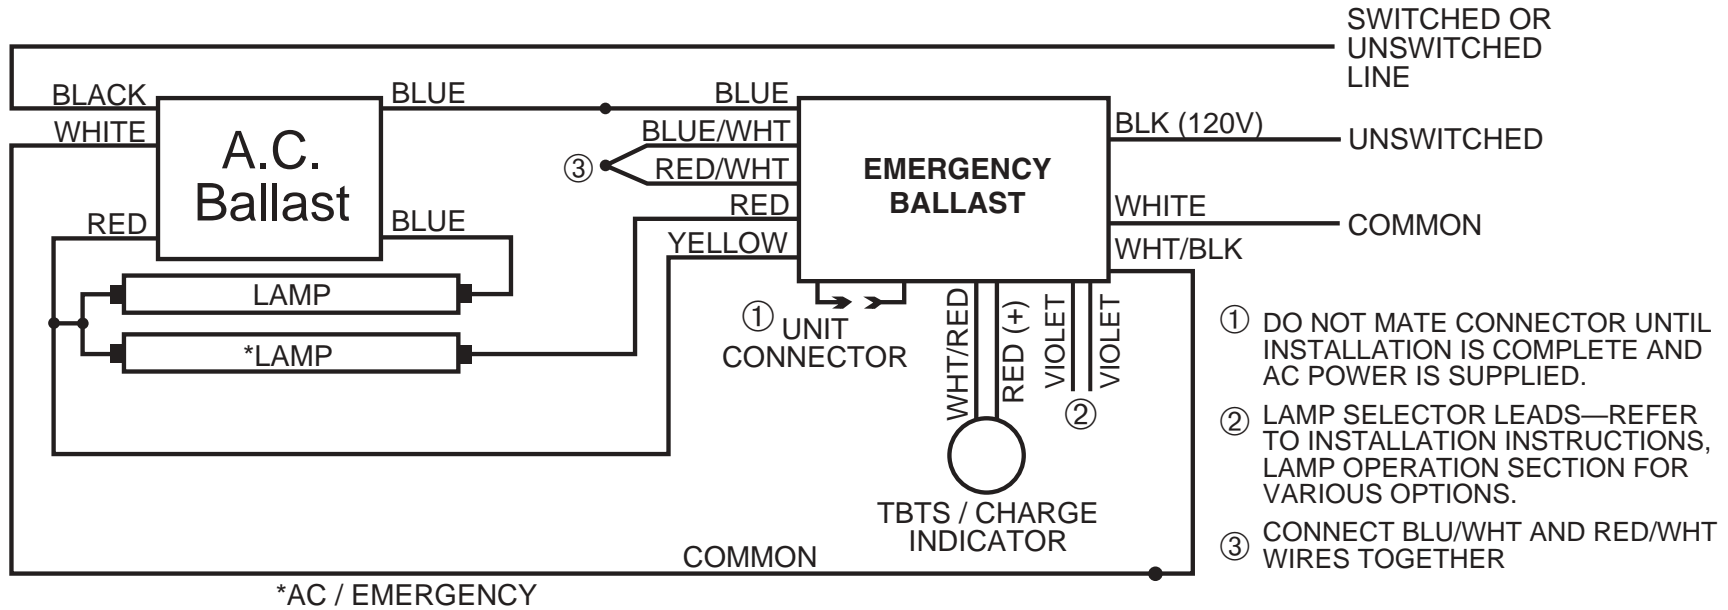 SWITCHED OR
UNSWITCHED
LINE
BLACK
BLUE
BLUE
WHITE
BLUE/WHT
BLK (120V)
UNSWITCHED
A.C.
Ballast
③
RED/WHT
EMERGENCY
BALLAST
RED
WHITE
COMMON
RED
BLUE
YELLOW
WHT/BLK
LAMP
*LAMP
① UNIT
CONNECTOR
WHT/RED
RED (+)
VIOLET
VIOLET
②
TBTS / CHARGE
INDICATOR
① DO NOT MATE CONNECTOR UNTIL
INSTALLATION IS COMPLETE AND
AC POWER IS SUPPLIED.
② LAMP SELECTOR LEADS—REFER
TO INSTALLATION INSTRUCTIONS,
LAMP OPERATION SECTION FOR
VARIOUS OPTIONS.
③ CONNECT BLU/WHT AND RED/WHT
WIRES TOGETHER
COMMON
*AC / EMERGENCY